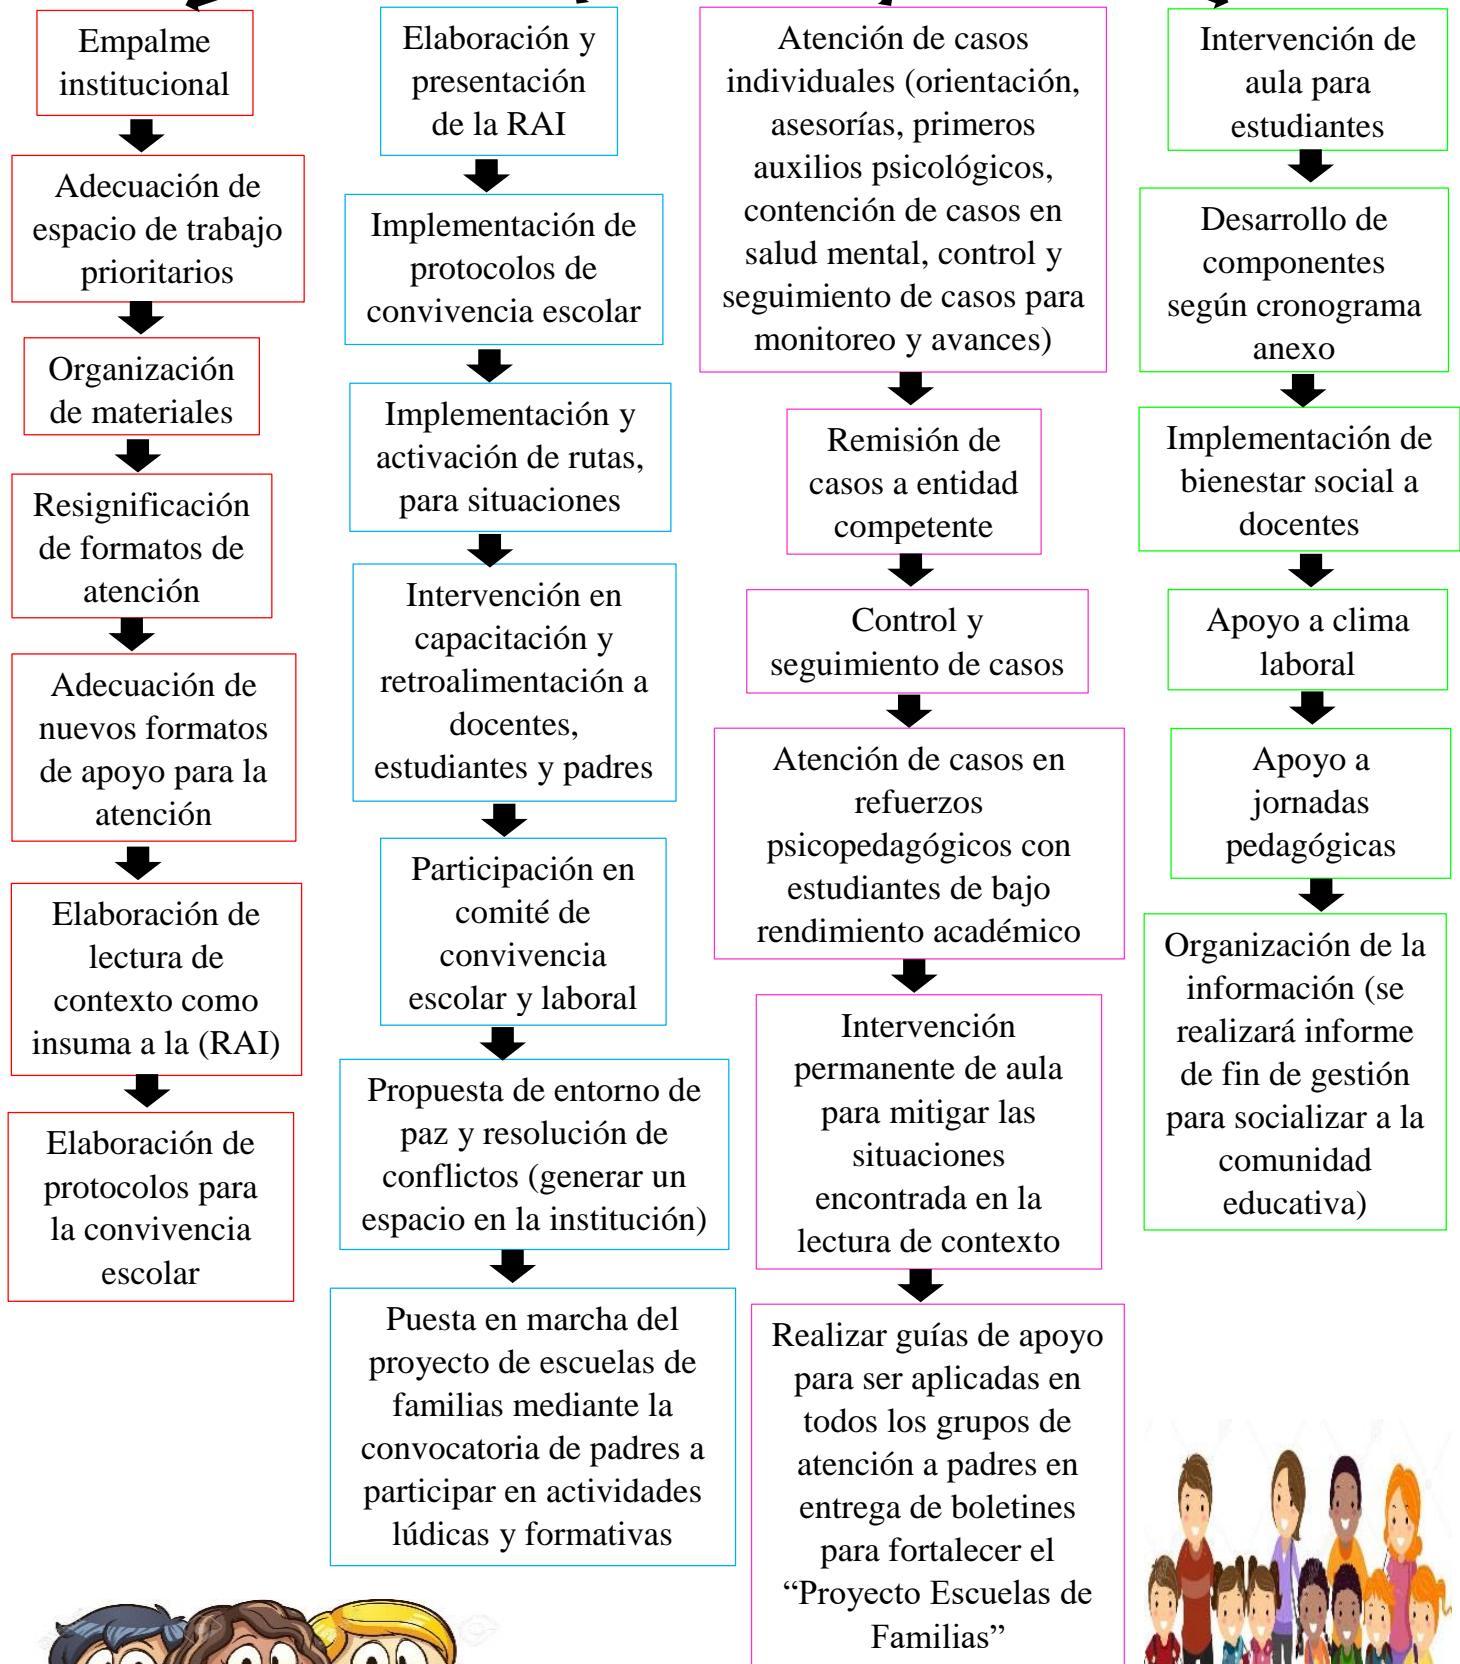 Empalme
institucional
Adecuación de
espacio de trabajo
prioritarios
Organización
de materiales
Resignificación
de formatos de
atención
Adecuación de
nuevos formatos
de apoyo para la
atención
Elaboración de
lectura de
contexto como
insuma a la (RAI)
Elaboración de
protocolos para
la convivencia
escolar
Elaboración y
presentación
de la RAI
Implementación de
protocolos de
convivencia escolar
Implementación y
activación de rutas,
para situaciones
Intervención en
capacitación y
retroalimentación a
docentes,
estudiantes y padres
Participación en
comité de
convivencia
escolar y laboral
Propuesta de entorno de
paz y resolución de
conflictos (generar un
espacio en la institución)
Puesta en marcha del
proyecto de escuelas de
familias mediante la
convocatoria de padres a
participar en actividades
lúdicas y formativas
Atención de casos
individuales (orientación,
asesorías, primeros
auxilios psicológicos,
contención de casos en
salud mental, control y
seguimiento de casos para
monitoreo y avances)
Remisión de
casos a entidad
competente
Control y
seguimiento de casos
Atención de casos en
refuerzos
psicopedagógicos con
estudiantes de bajo
rendimiento académico
Intervención
permanente de aula
para mitigar las
situaciones
encontrada en la
lectura de contexto
Realizar guías de apoyo
para ser aplicadas en
todos los grupos de
atención a padres en
entrega de boletines
para fortalecer el
“Proyecto Escuelas de
Familias”
Intervención de
aula para
estudiantes
Desarrollo de
componentes
según cronograma
anexo
Implementación de
bienestar social a
docentes
Apoyo a clima
laboral
Apoyo a
jornadas
pedagógicas
Organización de la
información (se
realizará informe
de fin de gestión
para socializar a la
comunidad
educativa)